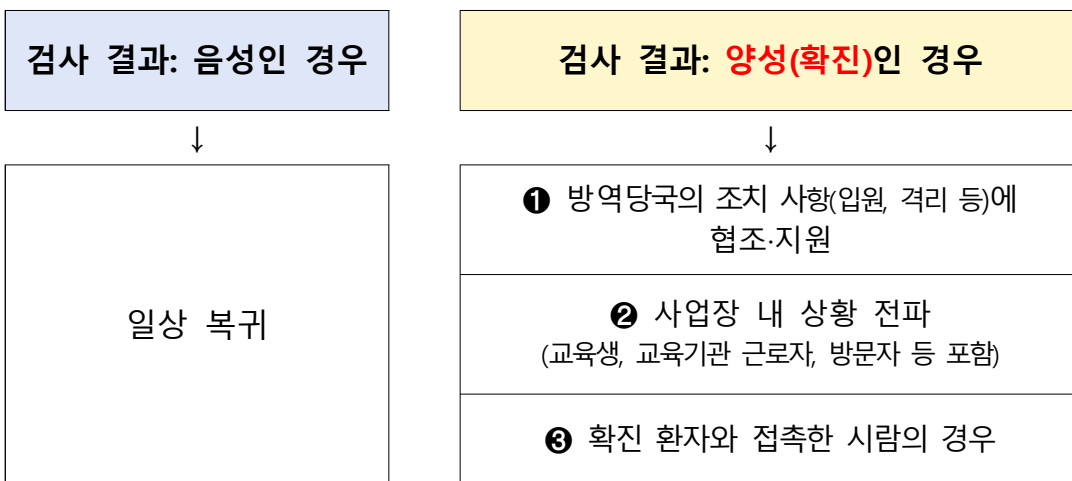 검사 결과: 음성인 경우
↓
일상 복귀
검사 결과: 양성(확진)인 경우
↓
❶ 방역당국의 조치 사항(입원, 격리 등)에
협조·지원
❷ 사업장 내 상황 전파
(교육생, 교육기관 근로자, 방문자 등 포함)
❸ 확진 환자와 접촉한 시람의 경우